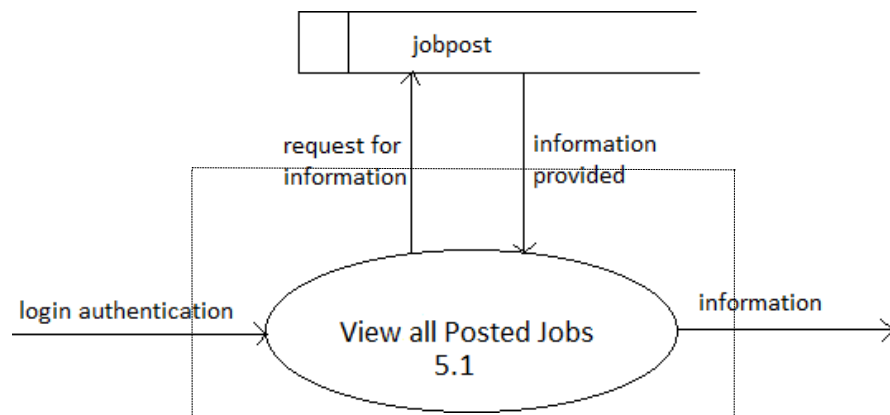 jobpost
request for
information
information
provided
login authentication
information
View all Posted Jobs
5.1